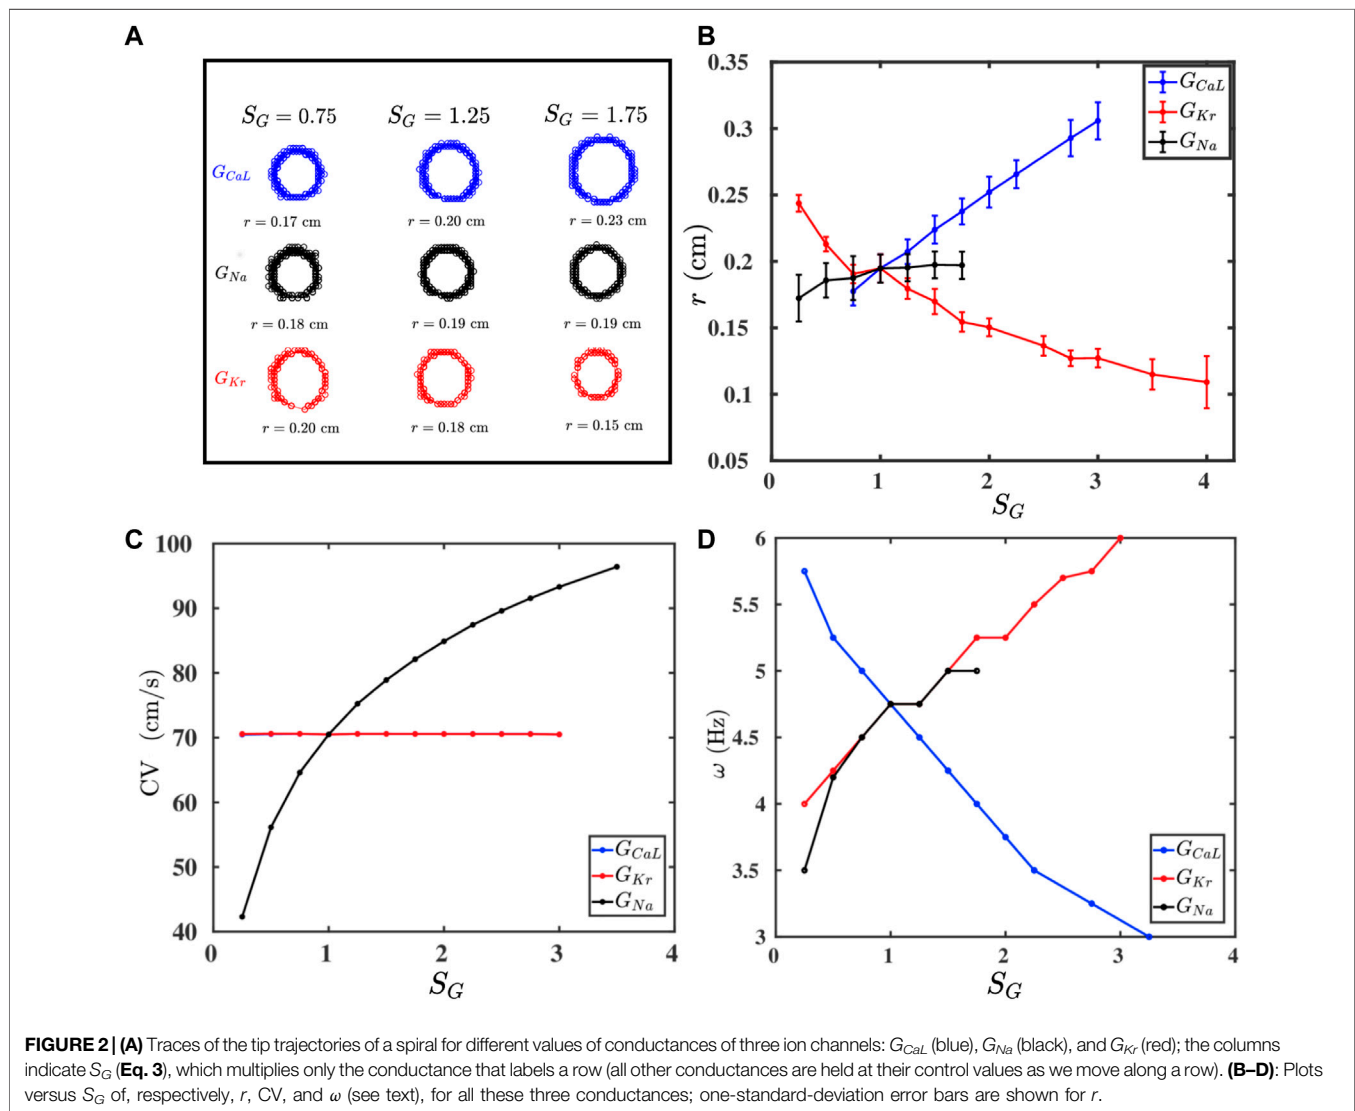 A
S_G = 0.75 S_G = 1.25 S_G = 1.75
G_CaL
r = 0.17 cm r = 0.20 cm r = 0.23 cm
G_Na
r = 0.18 cm r = 0.19 cm r = 0.19 cm
G_Kr
r = 0.20 cm r = 0.18 cm r = 0.15 cm
B
0.35
0.3
0.25
0.2
0.15
0.1
0.05
r (cm)
0 1 2 3 4
S_G
G_CaL
G_Kr
G_Na
C
100
90
80
70
60
50
40
CV (cm/s)
0 1 2 3 4
S_G
G_CaL
G_Kr
G_Na
D
6
5.5
5
4.5
4
3.5
3
ω (Hz)
0 1 2 3 4
S_G
G_CaL
G_Kr
G_Na
FIGURE 2 | (A) Traces of the tip trajectories of a spiral for different values of conductances of three ion channels: G_CaL (blue), G_Na (black), and G_Kr (red); the columns
indicate S_G (Eq. 3), which multiplies only the conductance that labels a row (all other conductances are held at their control values as we move along a row). (B–D): Plots
versus S_G of, respectively, r, CV, and ω (see text), for all these three conductances; one-standard-deviation error bars are shown for r.